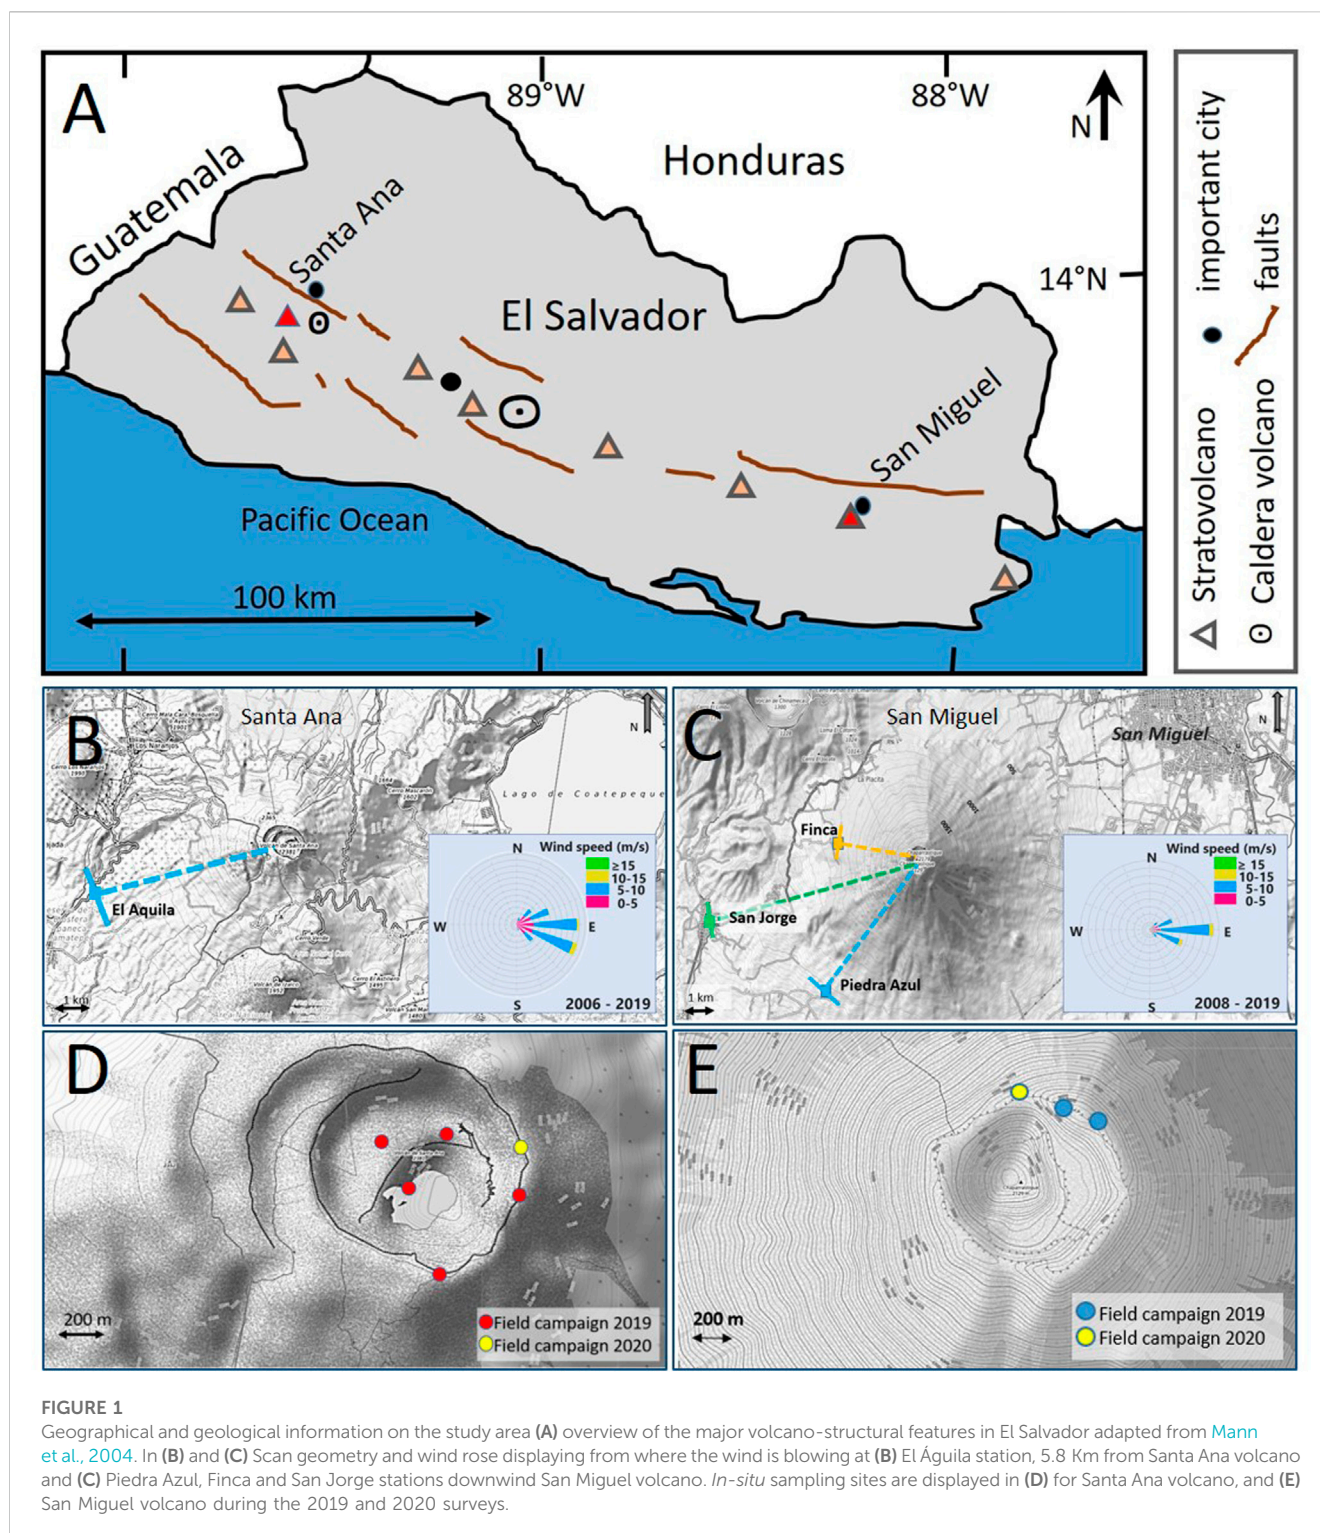 A
89°W
88°W
N
Honduras
Guatemala
Santa Ana
14°N
El Salvador
San Miguel
Pacific Ocean
100 km
important city
faults
Stratovolcano
Caldera volcano
B
Santa Ana
N
Los Naranjos
Lago de Coatepeque
El Aquila
1 km
Wind speed (m/s)
≥15
10-15
5-10
0-5
N
W
E
S
2006 - 2019
C
San Miguel
N
San Miguel
La Placita
Finca
San Jorge
Piedra Azul
1 km
Wind speed (m/s)
≥ 15
10-15
5-10
0-5
N
W
E
S
2008 - 2019
D
200 m
Field campaign 2019
Field campaign 2020
E
200 m
Field campaign 2019
Field campaign 2020
FIGURE 1
Geographical and geological information on the study area (A) overview of the major volcano-structural features in El Salvador adapted from Mann
et al., 2004. In (B) and (C) Scan geometry and wind rose displaying from where the wind is blowing at (B) El Águila station, 5.8 Km from Santa Ana volcano
and (C) Piedra Azul, Finca and San Jorge stations downwind San Miguel volcano. In-situ sampling sites are displayed in (D) for Santa Ana volcano, and (E)
San Miguel volcano during the 2019 and 2020 surveys.